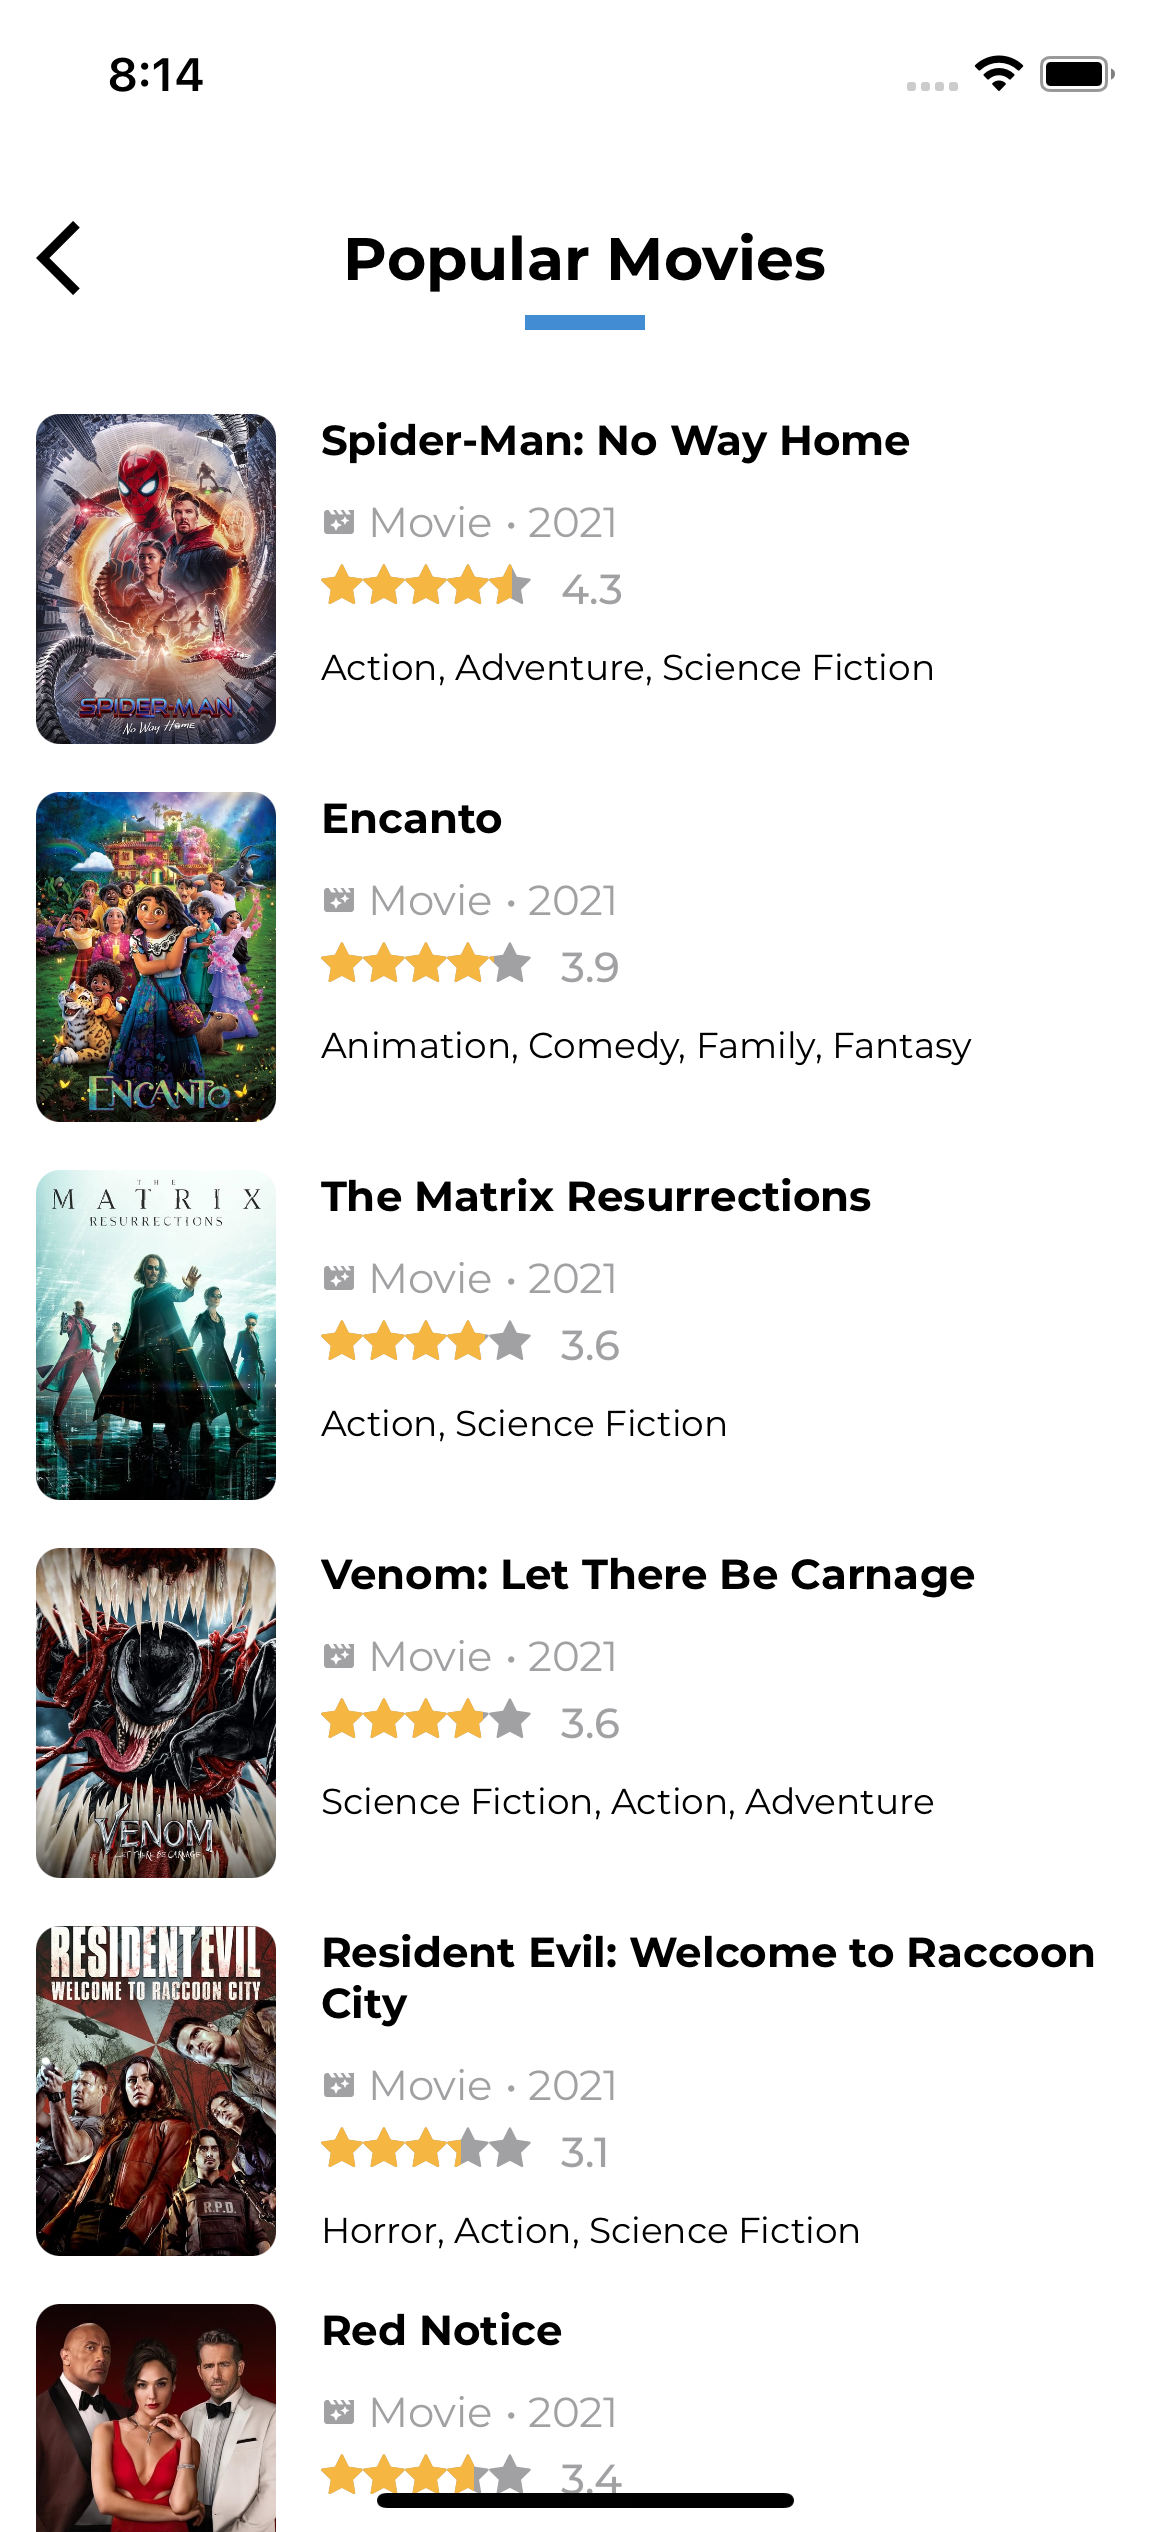 8:14
Popular Movies
Spider-Man: No Way Home
Movie • 2021
4.3
Action, Adventure, Science Fiction
SPIDER-MAN
No Way Home
Encanto
Movie • 2021
3.9
Animation, Comedy, Family, Fantasy
ENCANTO
THE
MATRIX
RESURRECTIONS
The Matrix Resurrections
Movie • 2021
3.6
Action, Science Fiction
Venom: Let There Be Carnage
Movie • 2021
3.6
Science Fiction, Action, Adventure
VENOM
LET THERE BE CARNAGE
RESIDENT EVIL
WELCOME TO RACCOON CITY
R.P.D.
Resident Evil: Welcome to Raccoon
City
Movie • 2021
3.1
Horror, Action, Science Fiction
Red Notice
Movie • 2021
3.4